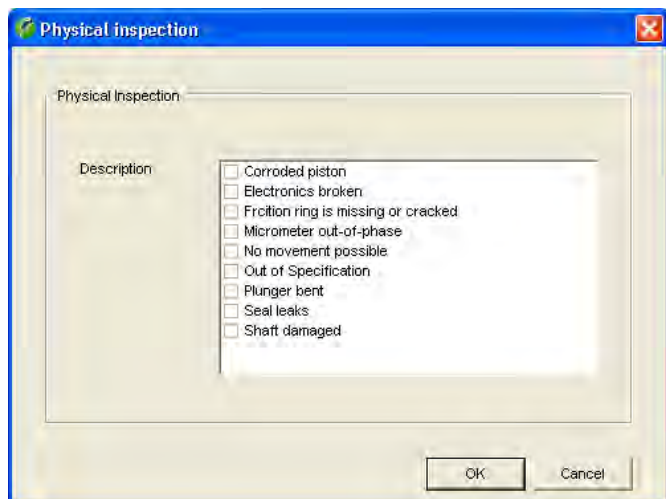 Physical inspection
Physical Inspection
Description
Corroded piston
Electronics broken
Frcition ring is missing or cracked
Micrometer out-of-phase
No movement possible
Out of Specification
Plunger bent
Seal leaks
Shaft damaged
OK Cancel